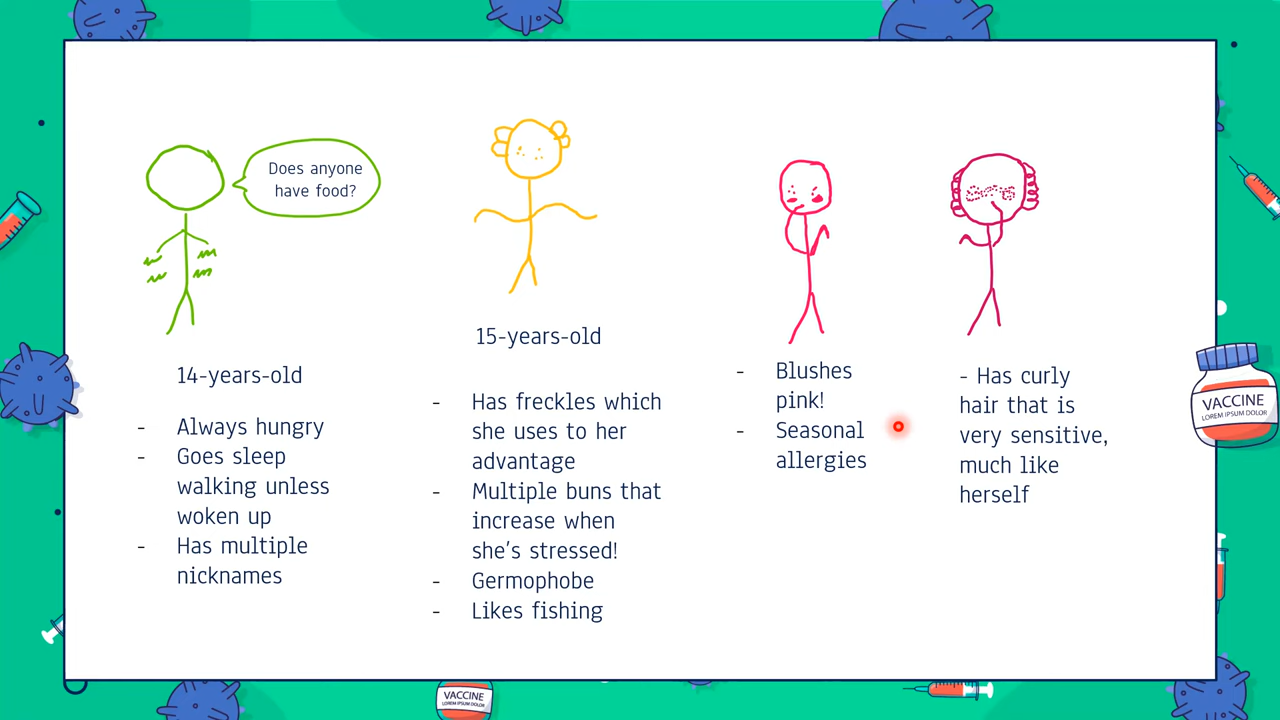 Does anyone
have food?
14-years-old
- Always hungry
- Goes sleep
walking unless
woken up
- Has multiple
nicknames
15-years-old
- Has freckles which
she uses to her
advantage
- Multiple buns that
increase when
she's stressed!
- Germophobe
- Likes fishing
- Blushes
pink!
- Seasonal
allergies
- Has curly
hair that is
very sensitive,
much like
herself
VACCINE
LOREM IPSUM DOLOR
VACCINE
LOREM IPSUM DOLOR